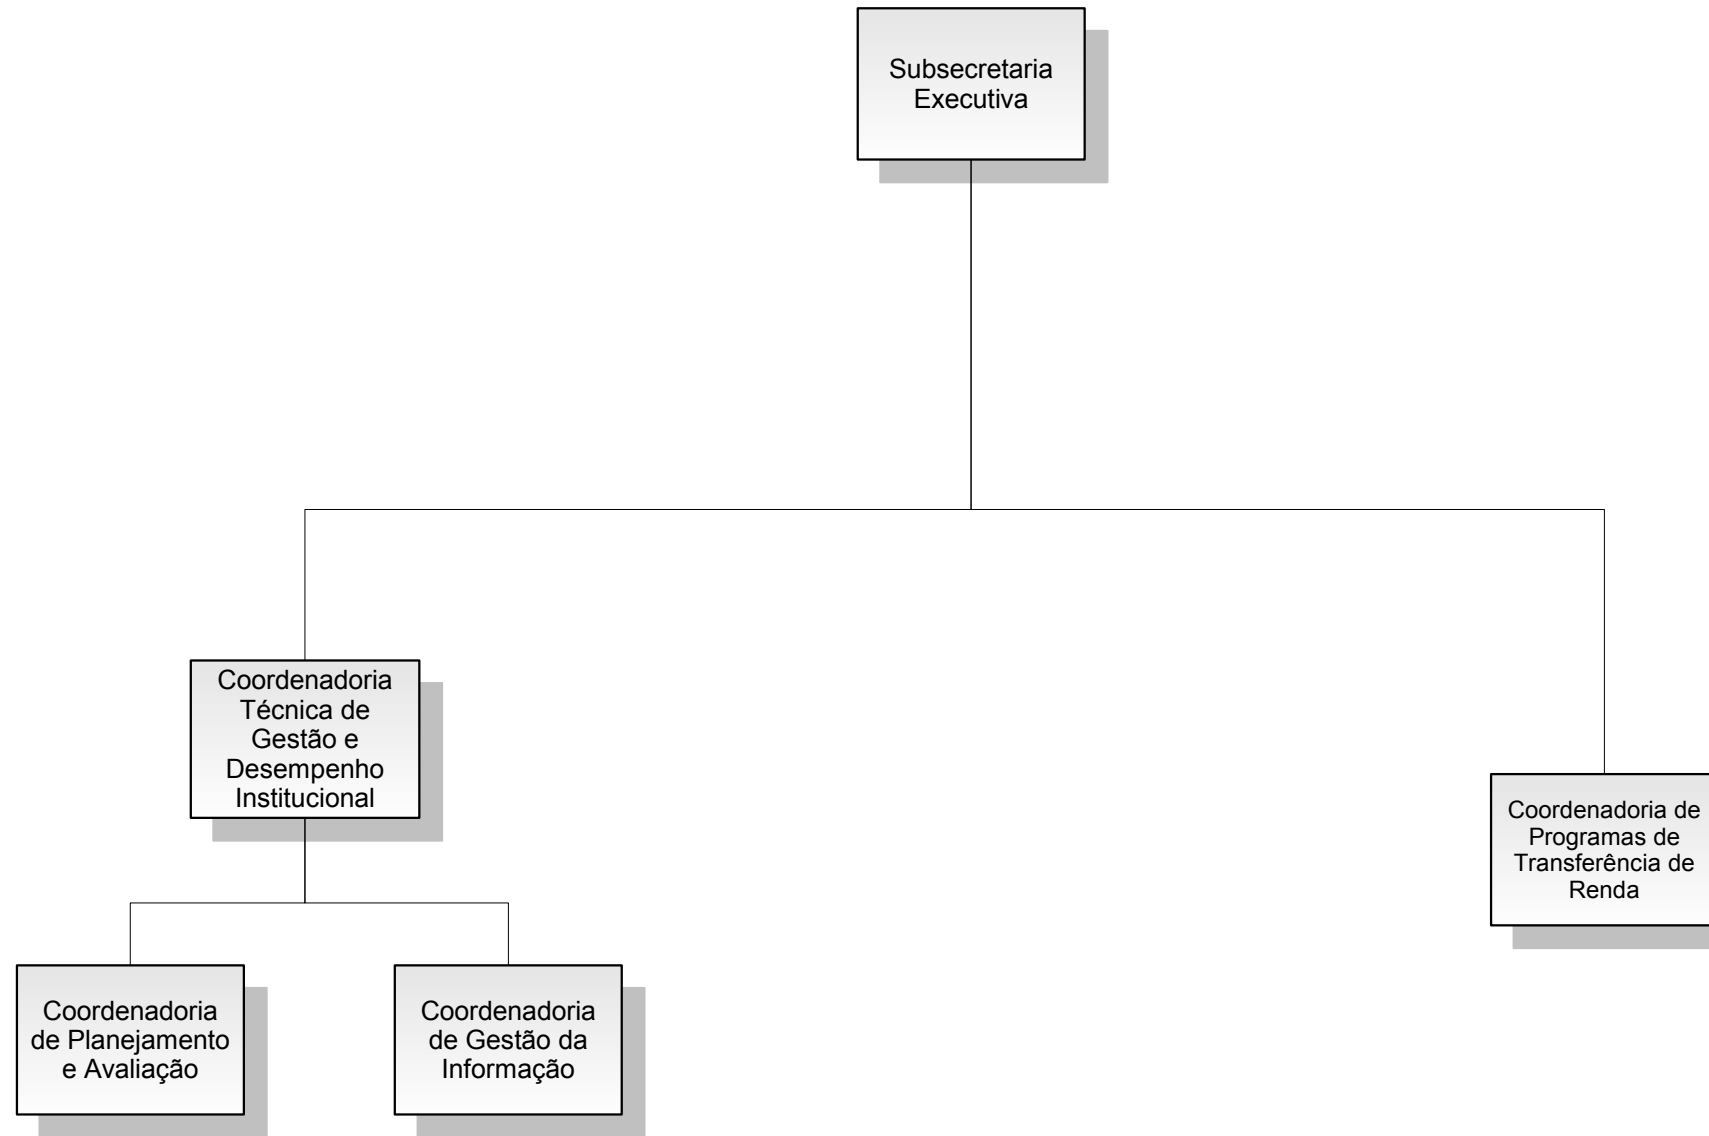 Subsecretaria
Executiva
Coordenadoria
Técnica de
Gestão e
Desempenho
Institucional
Coordenadoria de
Programas de
Transferência de
Renda
Coordenadoria
de Planejamento
e Avaliação
Coordenadoria
de Gestão da
Informação